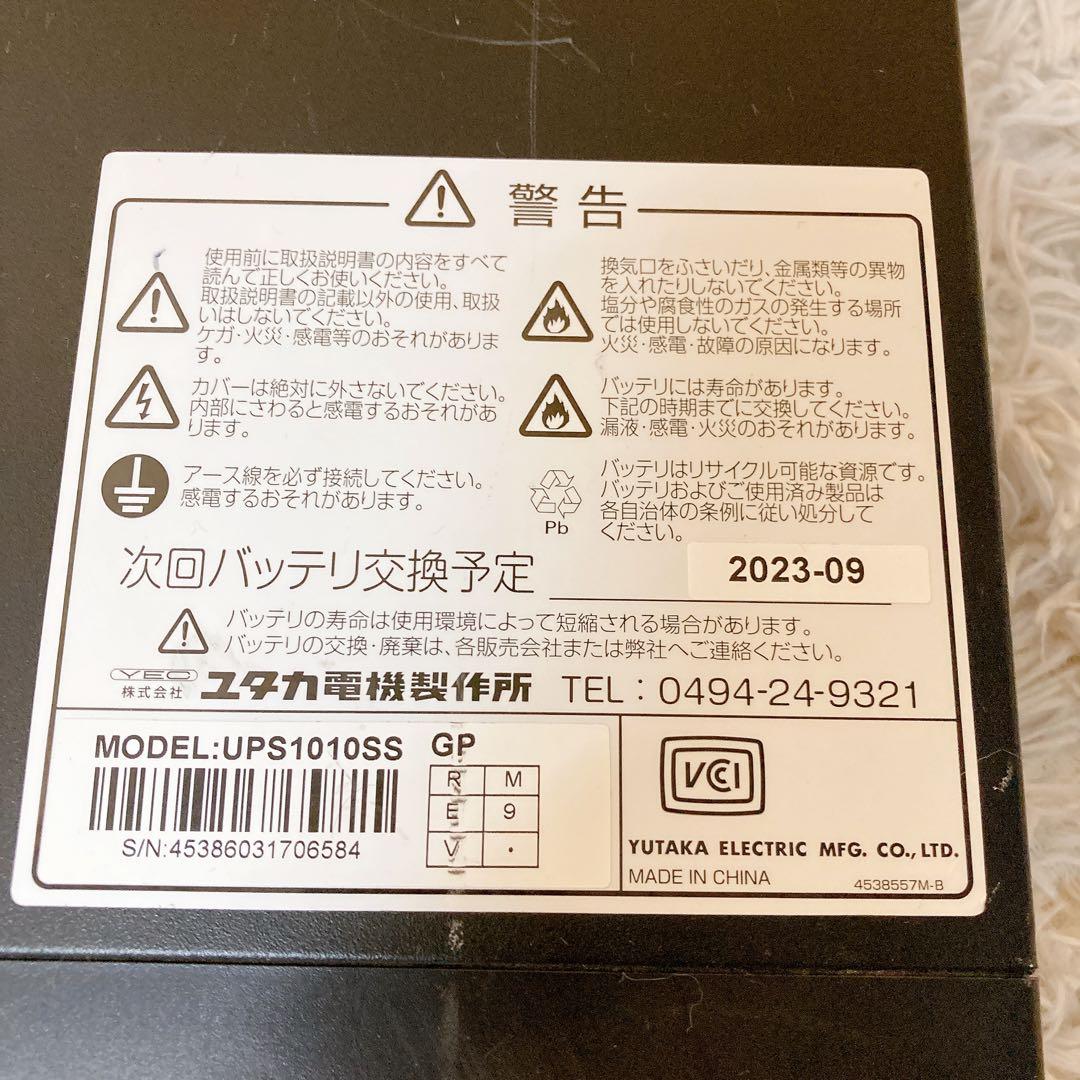 警告
使用前に取扱説明書の内容をすべて
読んで正しくお使いください。
取扱説明書の記載以外の使用、取扱
いはしないでください。
ケガ・火災・感電等のおそれがありま
す。
カバーは絶対に外さないでください。
内部にさわると感電するおそれがあ
ります。
アース線を必ず接続してください。
感電するおそれがあります。
換気口をふさいだり、金属類等の異物
を入れたりしないでください。
塩分や腐食性のガスの発生する場所
では使用しないでください。
火災・感電・故障の原因になります。
バッテリには寿命があります。
下記の時期までに交換してください。
漏液・感電・火災のおそれがあります。
Pb
バッテリはリサイクル可能な資源です。
バッテリおよびご使用済み製品は
各自治体の条例に従い処分して
ください。
次回バッテリ交換予定 2023-09
バッテリの寿命は使用環境によって短縮される場合があります。
バッテリの交換・廃棄は、各販売会社または弊社へご連絡ください。
YEC
株式会社 ユタカ電機製作所 TEL：0494-24-9321
MODEL:UPS1010SS GP
S/N:45386031706584
R M
E 9
V ・
VCCI
YUTAKA ELECTRIC MFG. CO., LTD.
MADE IN CHINA 4538557M-B